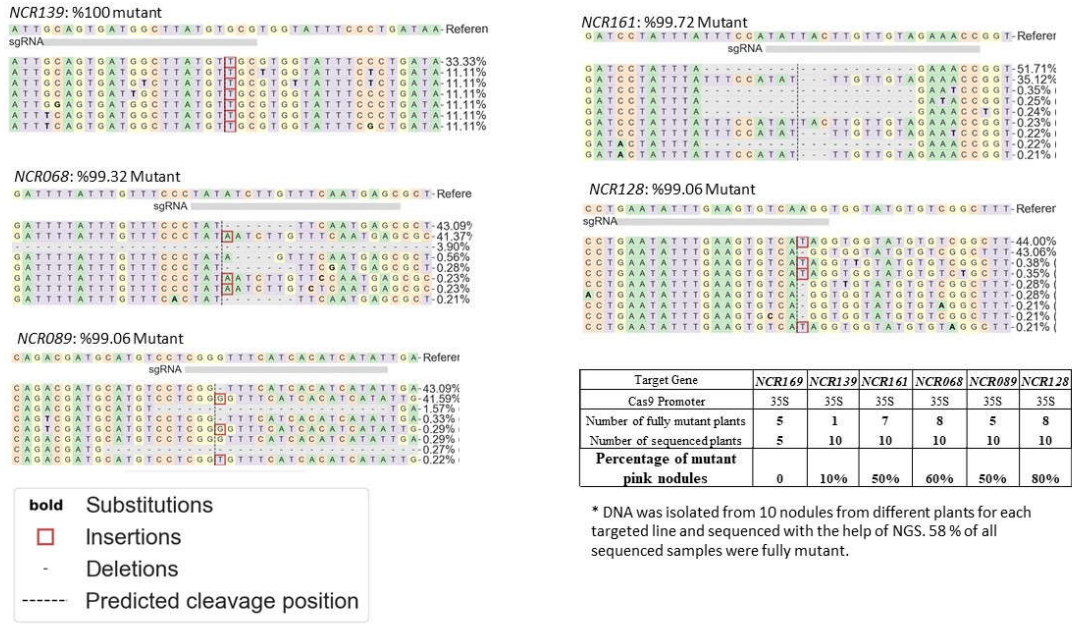 NCR139: %100 mutant
A T T G C A G T G A T G G C T T A T G T G C G T G G T A T T T C C C T G A T A A- Referen
sgRNA
A T T G C A G T G A T G G C T T A T G T T G C G T G G T A T T T C C C T G A T A-33.33%
A T T G C A G T G A T G G C T T A T G T T G C T T G G T A T T T C T C T G A T A-11.11%
A T T G C A G T G A T G T C T T A T G T T G C G T G T T A T T T C C C T G A T A-11.11%
11.11%
A T T G G A G T G A T G G C T T A T G T T G C G T G G T A T T T C C C T G A T A-11.11%
A T T T C A G T G A T G G C T T A T G T T G C G T G G T A T T T C C C T G A T A-11.11%
A T T T C A G T G A T G G C T T A T G T T G C G T G G T A T T T C G C T G A T A-11.11%
NCR068: %99.32 Mutant
G A T T T T A T T T G T T T C C C T A T A T C T T G T T T C A A T G A G C G C T- Refere
sgRNA
G A T T T T A T T T G T T T C C C T A T - - - - - - - T T C A A T G A G C G C T-43.09%
G A T T T T A T T T G T T T C C C T A T A A T C T T G T T T C A A T G A G C G C-41.37%
3.90%
G A T T T T A T T T G T T T C C C T A T A - - - - G T T T C A A T G A G C G C T-0.56%
0.28%
0.23%
0.23%
G A T T T T A T T T G T T T C A C T A T - - - - - - - T T C A A T G A G C G C T-0.21%
NCR089: %99.06 Mutant
C A G A C G A T G C A T G T C C T C G G G T T T C A T C A C A T C A T A T T G A-Referer
sgRNA
C A G A C G A T G C A T G T C C T C G G - T T T C A T C A C A T C A T A T T G A-43.09%
C A G A C G A T G C A T G T C C T C G G G G T T T C A T C A C A T C A T A T T G-41.59%
1.57%
C A G T C G A T G C A T G T C C T C G G - T T T C A T C A C A T C A T A T T G A-0.33%
C A G T C G A T G C A T G T C C T C G G G G T T T C A T C A C A T C A T A T T G-0.29%
0.29%
0.27%
C A G A C G A T G C A T G T C C T C G G T G T T T C A T C A C A T C A T A T T G-0.22%
bold Substitutions
Insertions
- Deletions
Predicted cleavage position
NCR161: %99.72 Mutant
G A T C C T A T T T A T T T C C A T A T T A C T T G T T G T A G A A A C C G G T- Referen
sgRNA
G A T C C T A T T T A - - - - - - - - - - - - - - - - - - - - G A A A C C G G T-51.71%
G A T C C T A T T T A T T T C C A T A T - - - T T G T T G T A G A A A C C G G T-35.12%
0.35%
0.25%
0.24%
G A T C C T A T T T A T T T C C A T A T T A C T T G T T G T A G A A A C C G G T-0.23%
0.22%
0.22%
G A T A C T A T T T A T T T C C A T A T - - - T T G T T G T A G A A A C C G G T-0.21%
NCR128: %99.06 Mutant
C C T G A A T A T T T G A A G T G T C A A G G T G G T A T G T G T C G G C T T T-Referer
sgRNA
C C T G A A T A T T T G A A G T G T C A T A G G T G G T A T G T G T C G G C T T-44.00%
C C T G A A T A T T T G A A G T G T C A - G G T G G T A T G T G T C G G C T T T-43.06%
C C T G A A T A T T T G A A G T G T C A T A G G T T G T A T G T G T C G G C T T-0.38%
C C T G A A T A T T T G A A G T G T C A T A G G T G G T A T G T G T C T G C T T-0.35%
C C T G A A T A T T T G A A G T G T C A - G G T T G T A T G T G T C G G C T T T-0.28%
A C T G A A T A T T T G A A G T G T C A - G G T G G T A T G T G T C G G C T T T-0.28%
C C T G A A T A T T T G A A G T G T C A - G G T G G T A T G T G T A G G C T T T-0.21%
C C T G A A T A T T T G A A G T G C C A - G G T G G T A T G T G T C G G C T T T-0.21%
C C T G A A T A T T T G A A G T G T C A T A G G T G G T A T G T G T A G G C T T-0.21%
Target Gene NCR169 NCR139 NCR161 NCR068 NCR089 NCR128
Cas9 Promoter 35S 35S 35S 35S 35S 35S
Number of fully mutant plants 5 1 7 8 5 8
Number of sequenced plants 5 10 10 10 10 10
Percentage of mutant
pink nodules 0 10% 50% 60% 50% 80%
* DNA was isolated from 10 nodules from different plants for each
targeted line and sequenced with the help of NGS. 58 % of all
sequenced samples were fully mutant.